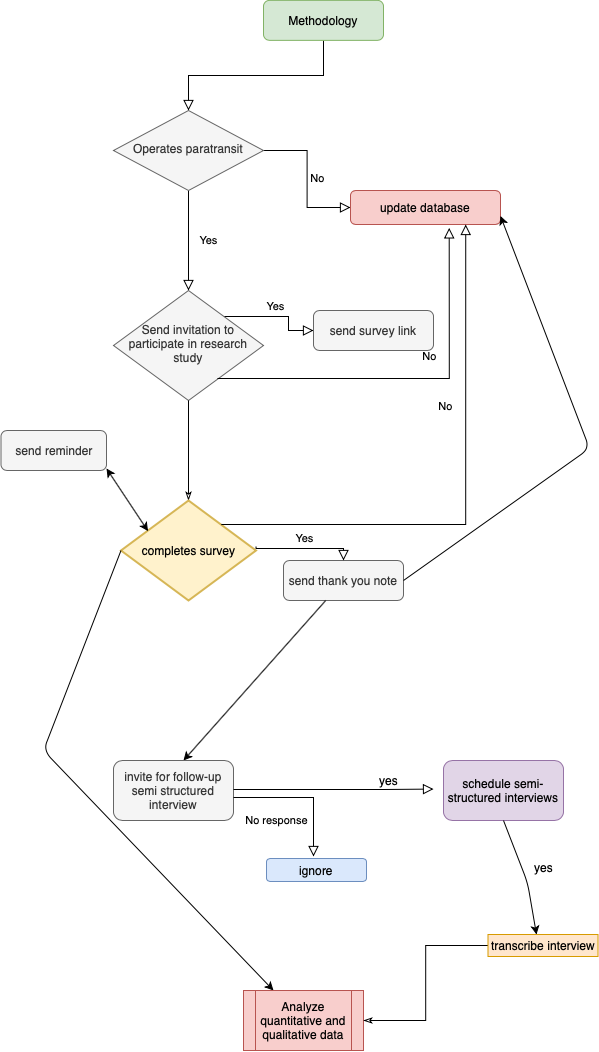 Methodology
Operates paratransit
No
update database
Yes
Yes
Send invitation to
participate in research
study
send survey link
No
No
send reminder
Yes
completes survey
send thank you note
invite for follow-up
semi structured
interview
yes
schedule semi-
structured interviews
No response
ignore
yes
transcribe interview
Analyze
quantitative and
qualitative data